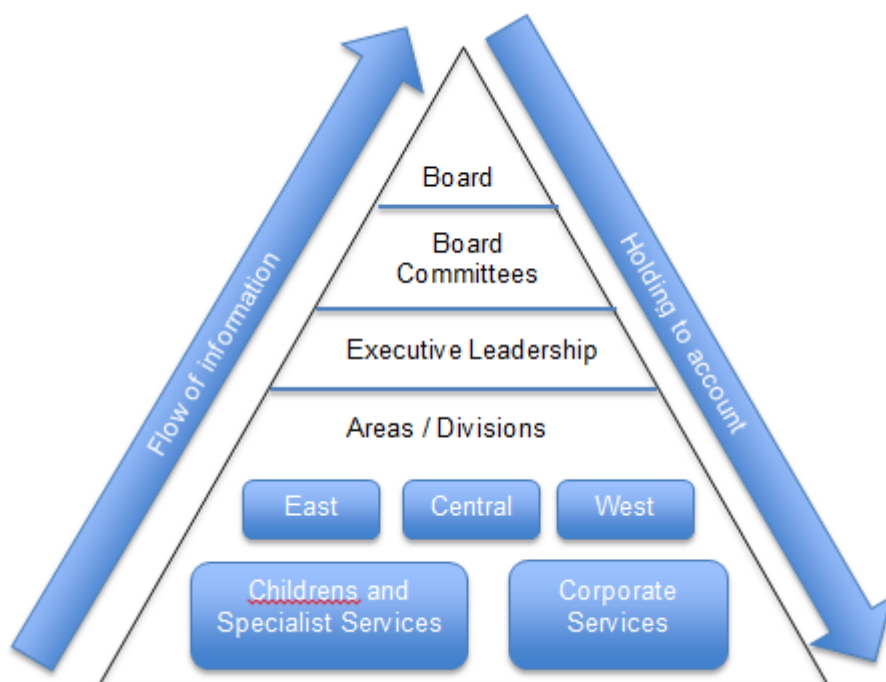 Board
Board
Committees
Executive Leadership
Areas / Divisions
East
Central
West
Childrens and
Specialist Services
Corporate
Services
Flow of information
Holding to account